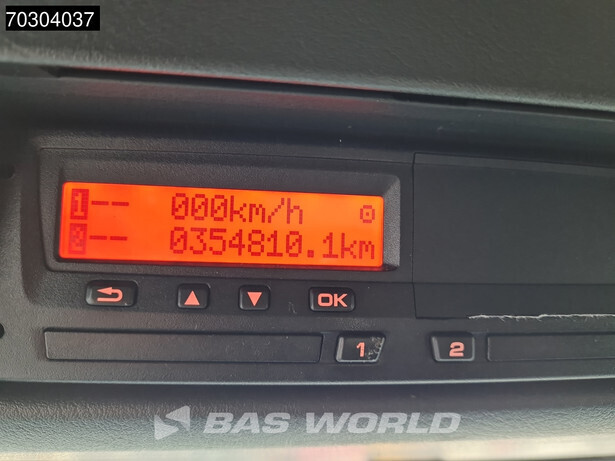 70304037
1-- 000km/h
2-- 0354810.1km
OK
1 2
BAS WORLD